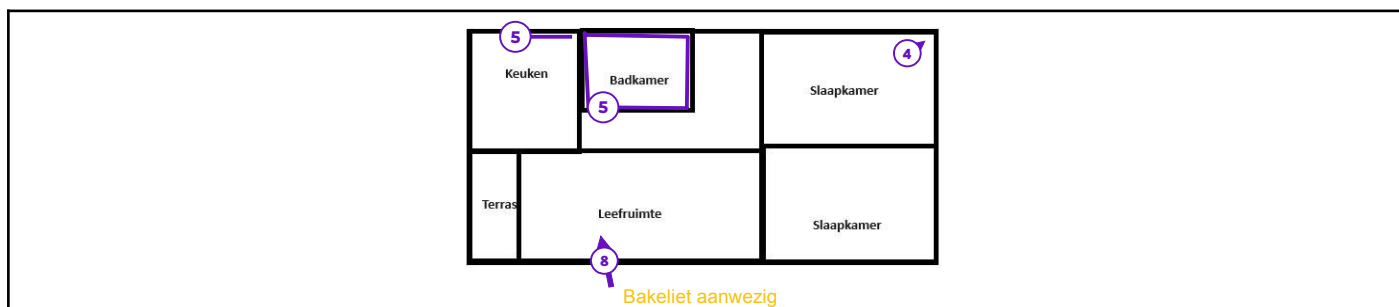 5
4
Keuken
Badkamer
Slaapkamer
5
Terras
Leefruimte
Slaapkamer
8
Bakeliet aanwezig